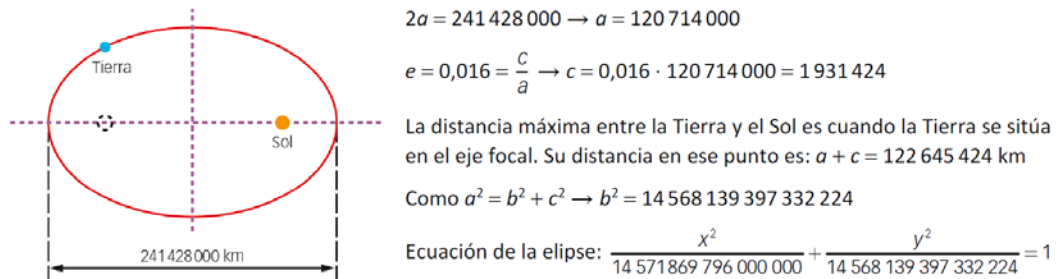 Tierra
Sol
241 428 000 km
2a = 241 428 000 → a = 120 714 000
e = 0,016 = c/a → c = 0,016 · 120 714 000 = 1 931 424
La distancia máxima entre la Tierra y el Sol es cuando la Tierra se sitúa
en el eje focal. Su distancia en ese punto es: a + c = 122 645 424 km
Como a² = b² + c² → b² = 14 568 139 397 332 224
Ecuación de la elipse: x²/14 571 869 796 000 000 + y²/14 568 139 397 332 224 = 1